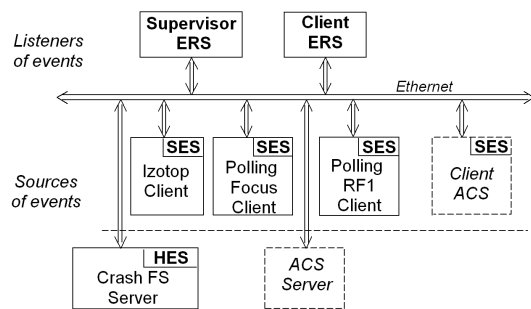 Listeners
of events
Supervisor
ERS
Client
ERS
Ethernet
Sources
of events
SES
Izotop
Client
SES
Polling
Focus
Client
SES
Polling
RF1
Client
SES
Client
ACS
HES
Crash FS
Server
ACS
Server